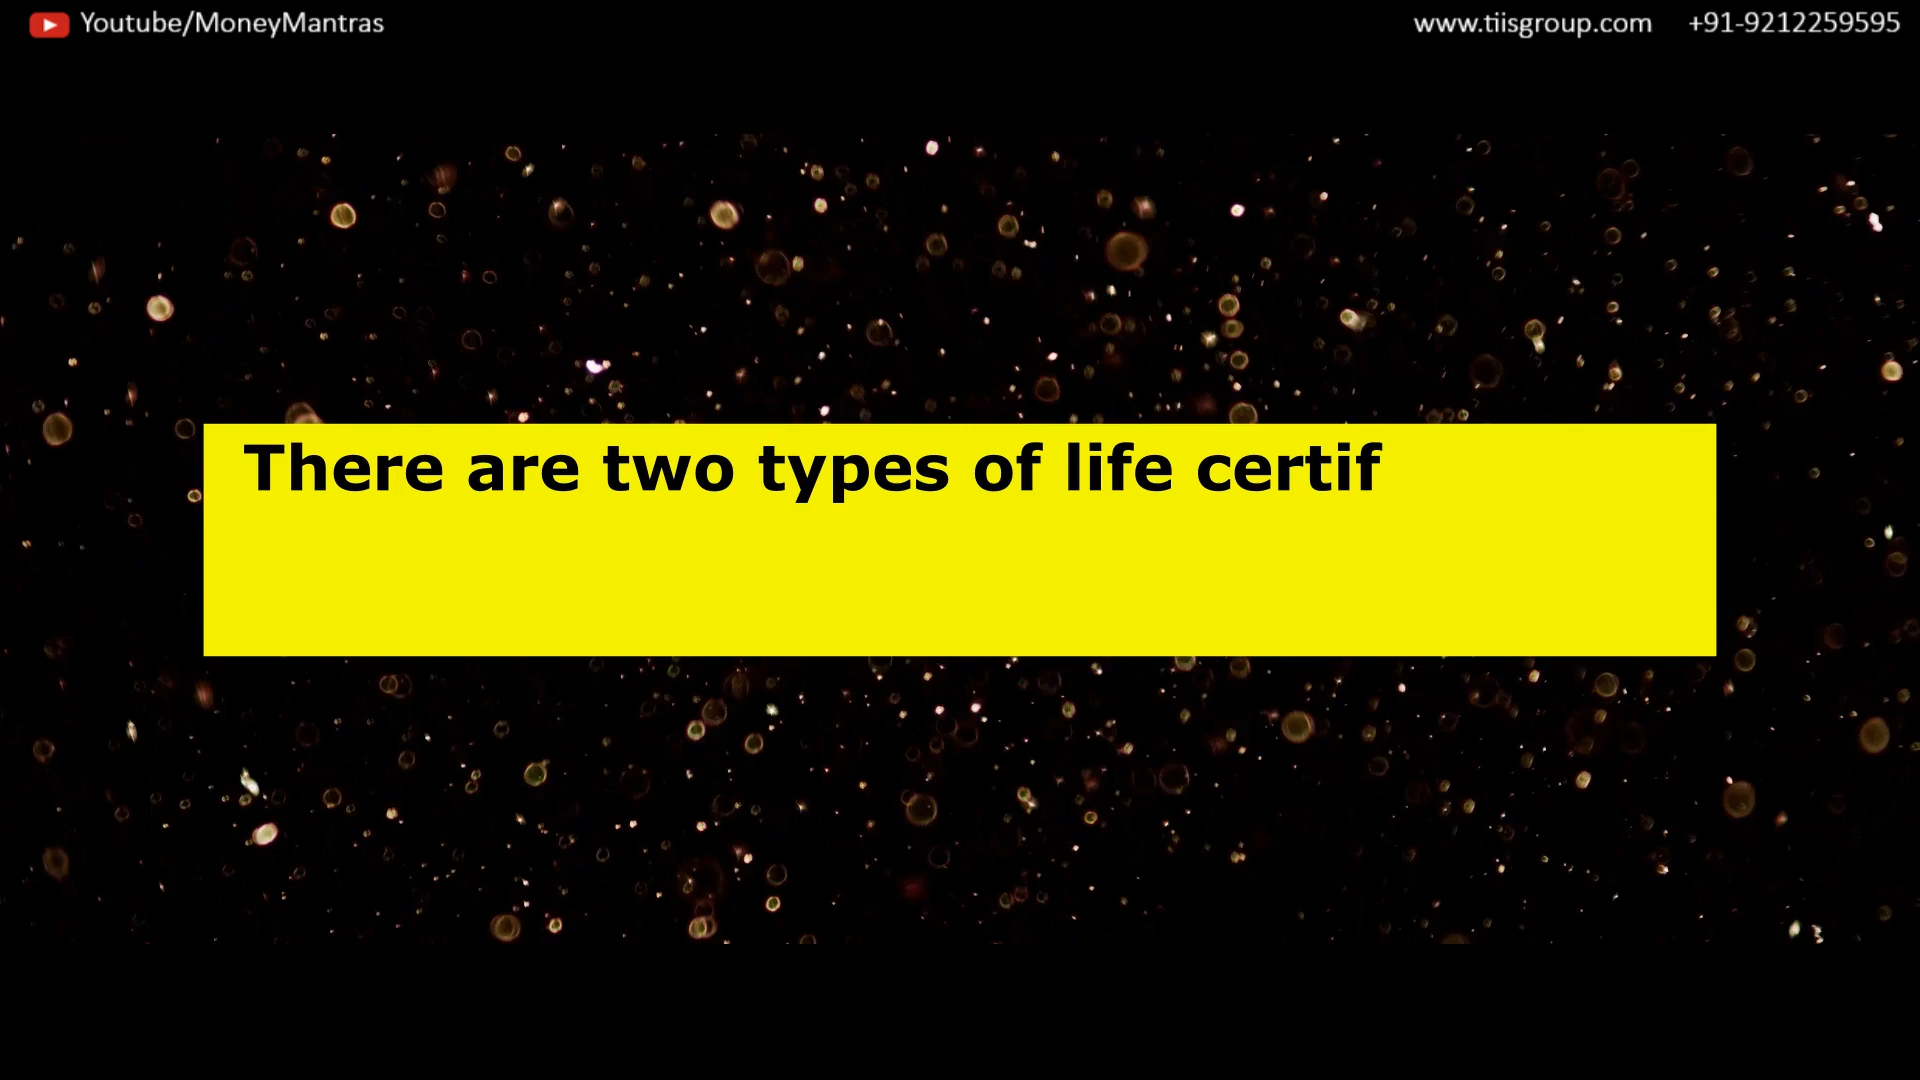 Youtube/MoneyMantras
www.tiisgroup.com +91-9212259595
There are two types of life certif